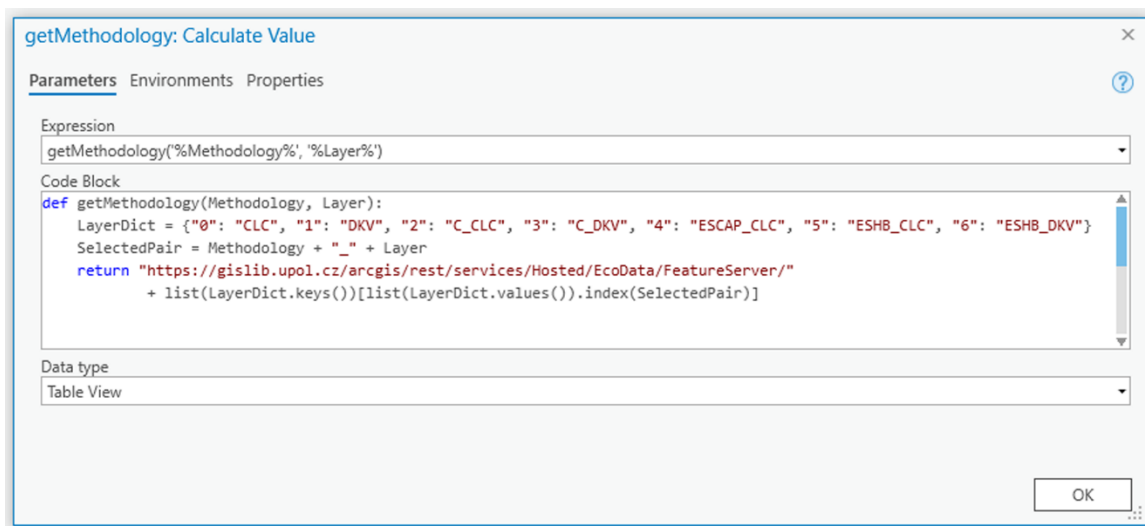 getMethodology: Calculate Value
Parameters Environments Properties
Expression
getMethodology('%Methodology%', '%Layer%')
Code Block
def getMethodology(Methodology, Layer):
    LayerDict = {"0": "CLC", "1": "DKV", "2": "C_CLC", "3": "C_DKV", "4": "ESCAP_CLC", "5": "ESHB_CLC", "6": "ESHB_DKV"}
    SelectedPair = Methodology + "_" + Layer
    return "https://gislib.upol.cz/arcgis/rest/services/Hosted/EcoData/FeatureServer/"
            + list(LayerDict.keys())[list(LayerDict.values()).index(SelectedPair)]
Data type
Table View
OK